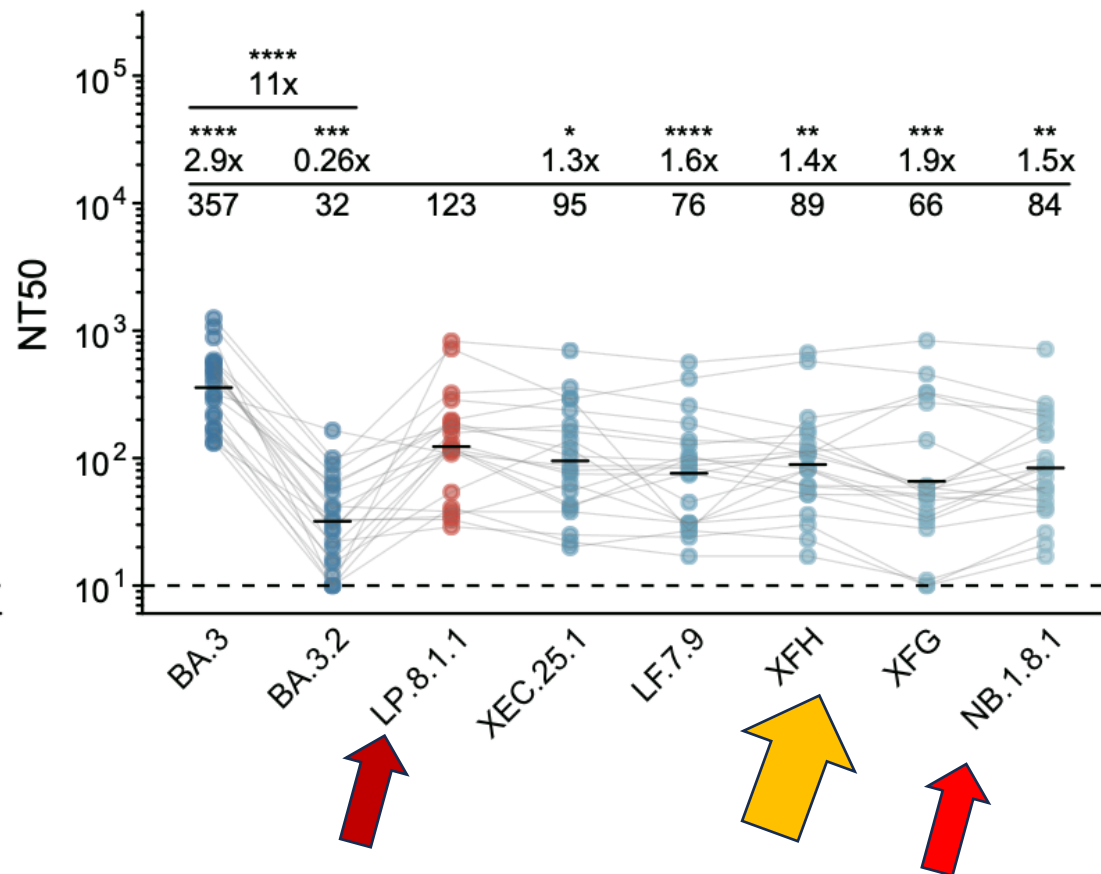 ****
11x
**** *** * **** ** *** **
2.9x 0.26x 1.3x 1.6x 1.4x 1.9x 1.5x
357 32 123 95 76 89 66 84
NT50
10^5
10^4
10^3
10^2
10^1
BA.3 BA.3.2 LP.8.1.1 XEC.25.1 LF.7.9 XFH XFG NB.1.8.1